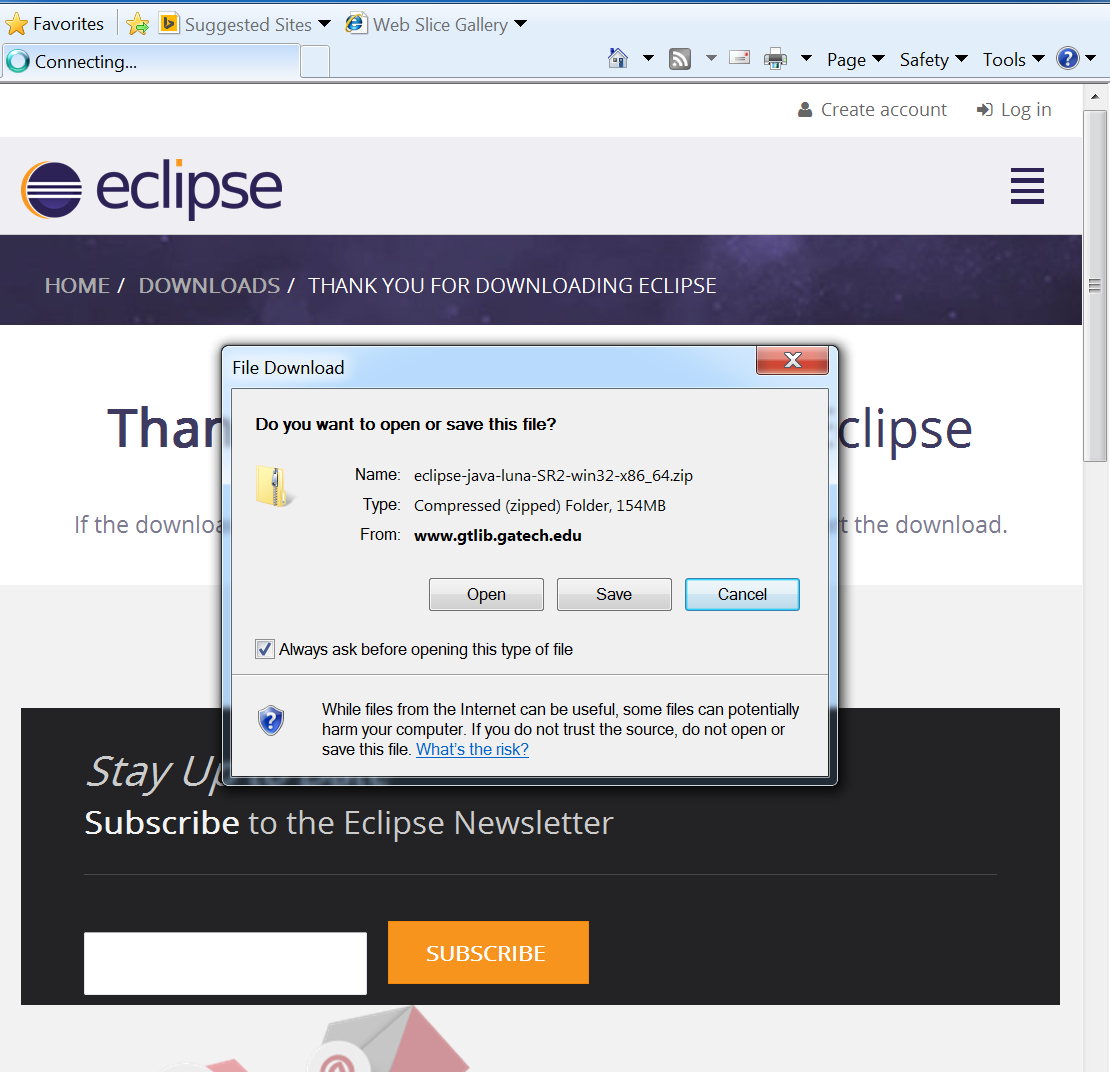 Favorites Suggested Sites Web Slice Gallery
Connecting... Page Safety Tools
Create account Log in
eclipse
HOME / DOWNLOADS / THANK YOU FOR DOWNLOADING ECLIPSE
File Download
Do you want to open or save this file?
Name: eclipse-java-luna-SR2-win32-x86_64.zip
Type: Compressed (zipped) Folder, 154MB
From: www.gtlib.gatech.edu
Open Save Cancel
Always ask before opening this type of file
While files from the Internet can be useful, some files can potentially
harm your computer. If you do not trust the source, do not open or
save this file. What's the risk?
Than clipse
If the downloa t the download.
Stay Up to Date
Subscribe to the Eclipse Newsletter
SUBSCRIBE